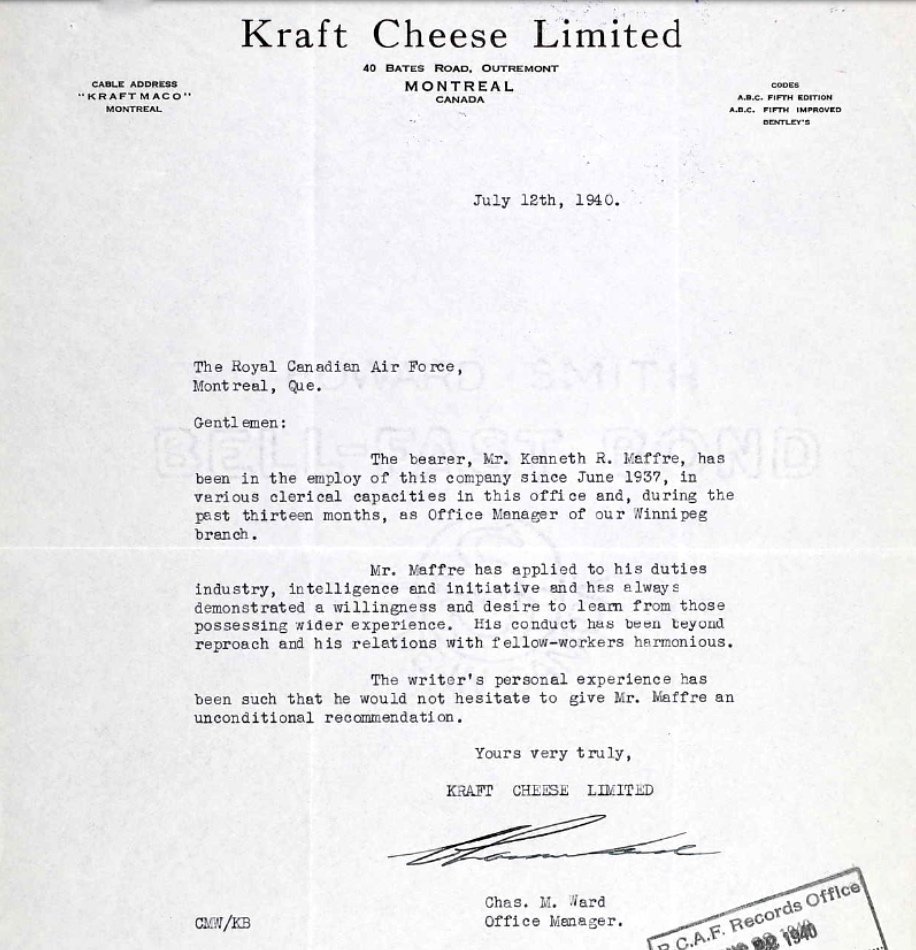 Kraft Cheese Limited
40 BATES ROAD, OUTREMONT
MONTREAL
CANADA
CABLE ADDRESS
"KRAFTMACO"
MONTREAL
CODES
A.B.C. FIFTH EDITION
A.B.C. FIFTH IMPROVED
BENTLEY'S
July 12th, 1940.
The Royal Canadian Air Force,
Montreal, Que.
Gentlemen:
The bearer, Mr. Kenneth R. Maffre, has
been in the employ of this company since June 1937, in
various clerical capacities in this office and, during the
past thirteen months, as Office Manager of our Winnipeg
branch.
Mr. Maffre has applied to his duties
industry, intelligence and initiative and has always
demonstrated a willingness and desire to learn from those
possessing wider experience. His conduct has been beyond
reproach and his relations with fellow-workers harmonious.
The writer's personal experience has
been such that he would not hesitate to give Mr. Maffre an
unconditional recommendation.
Yours very truly,
KRAFT CHEESE LIMITED
Chas. M. Ward
Office Manager.
CMW/KB
R.C.A.F. Records Office
1940
HOWARD SMITH
BELL-FAST BOND